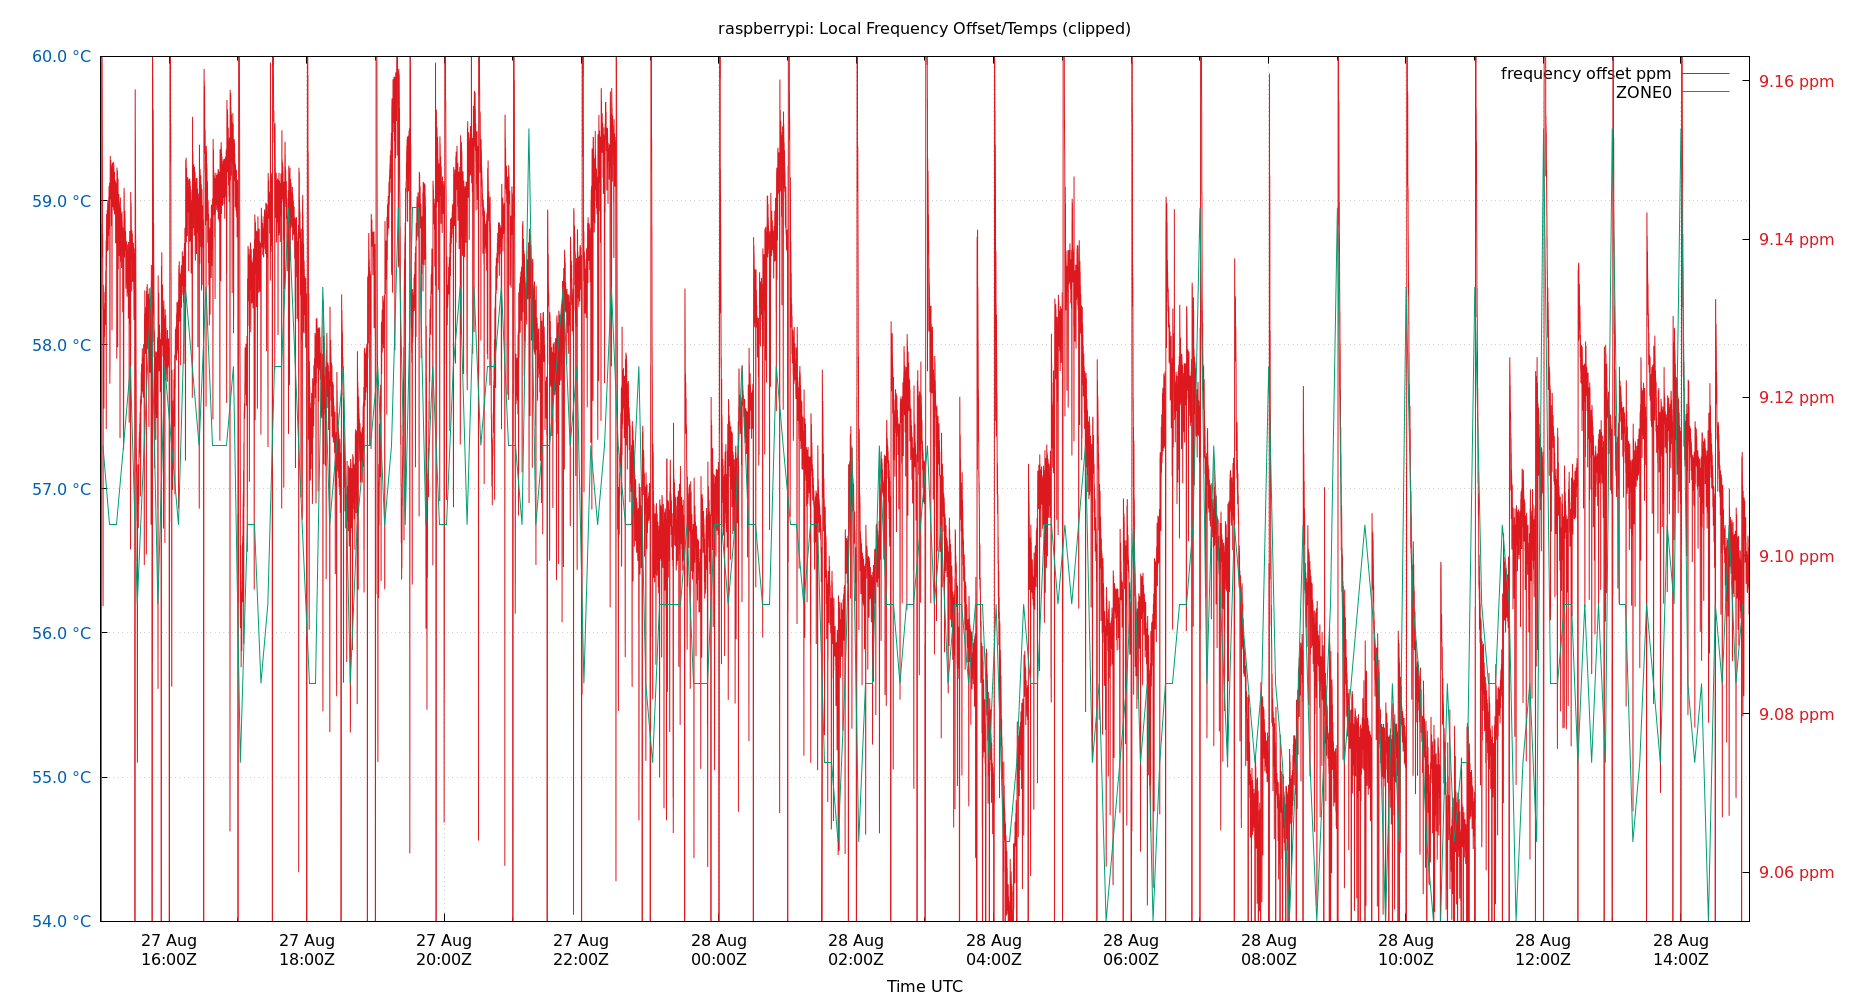 raspberrypi: Local Frequency Offset/Temps (clipped)
frequency offset ppm
ZONE0
60.0 °C
59.0 °C
58.0 °C
57.0 °C
56.0 °C
55.0 °C
54.0 °C
9.16 ppm
9.14 ppm
9.12 ppm
9.10 ppm
9.08 ppm
9.06 ppm
27 Aug
16:00Z
27 Aug
18:00Z
27 Aug
20:00Z
27 Aug
22:00Z
28 Aug
00:00Z
28 Aug
02:00Z
28 Aug
04:00Z
28 Aug
06:00Z
28 Aug
08:00Z
28 Aug
10:00Z
28 Aug
12:00Z
28 Aug
14:00Z
Time UTC